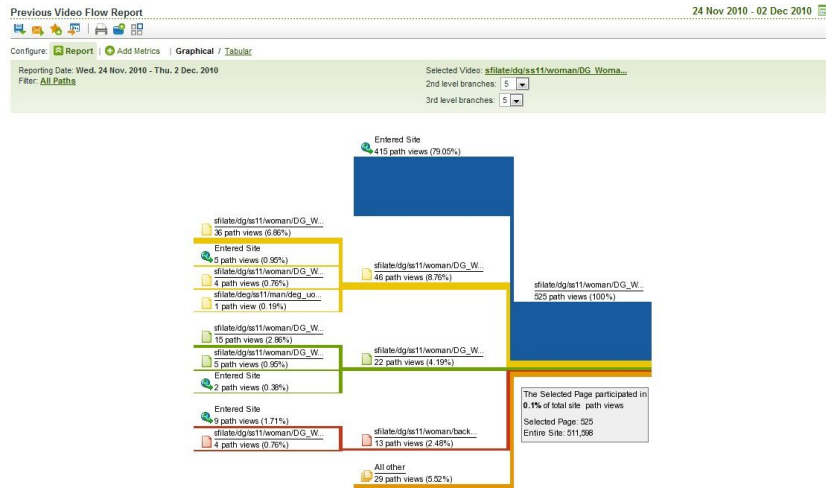 Previous Video Flow Report
24 Nov 2010 - 02 Dec 2010
Configure: Report | Add Metrics | Graphical / Tabular
Reporting Date: Wed. 24 Nov. 2010 - Thu. 2 Dec. 2010
Filter: All Paths
Selected Video: sfilate/dg/ss11/woman/DG_Woma...
2nd level branches: 5
3rd level branches: 5
Entered Site
415 path views (79.05%)
sfilate/dg/ss11/woman/DG_W...
36 path views (6.86%)
Entered Site
5 path views (0.95%)
sfilate/dg/ss11/woman/DG_W...
4 path views (0.76%)
sfilate/deg/ss11/man/deg_uo...
1 path view (0.19%)
sfilate/dg/ss11/woman/DG_W...
46 path views (8.76%)
sfilate/dg/ss11/woman/DG_W...
525 path views (100%)
sfilate/dg/ss11/woman/DG_W...
15 path views (2.86%)
sfilate/dg/ss11/woman/DG_W...
5 path views (0.95%)
Entered Site
2 path views (0.38%)
sfilate/dg/ss11/woman/DG_W...
22 path views (4.19%)
The Selected Page participated in
0.1% of total site path views
Selected Page: 525
Entire Site: 511,598
Entered Site
9 path views (1.71%)
sfilate/dg/ss11/woman/DG_W...
4 path views (0.76%)
sfilate/dg/ss11/woman/back...
13 path views (2.48%)
All other
29 path views (5.52%)